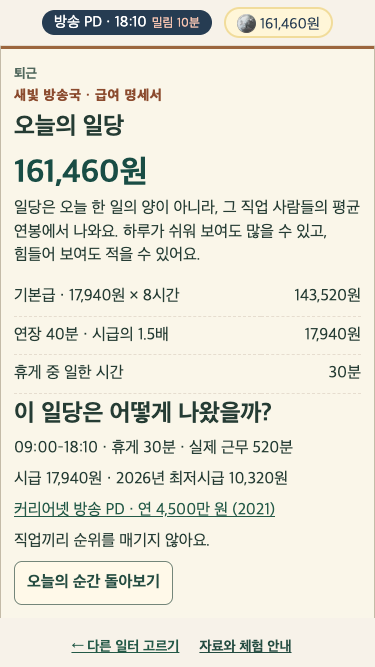 방송 PD · 18:10 밀림 10분
161,460원
퇴근
새빛 방송국 · 급여 명세서
오늘의 일당
161,460원
일당은 오늘 한 일의 양이 아니라, 그 직업 사람들의 평균
연봉에서 나와요. 하루가 쉬워 보여도 많을 수 있고,
힘들어 보여도 적을 수 있어요.
기본급 · 17,940원 × 8시간 143,520원
연장 40분 · 시급의 1.5배 17,940원
휴게 중 일한 시간 30분
이 일당은 어떻게 나왔을까?
09:00-18:10 · 휴게 30분 · 실제 근무 520분
시급 17,940원 · 2026년 최저시급 10,320원
커리어넷 방송 PD · 연 4,500만 원 (2021)
직업끼리 순위를 매기지 않아요.
오늘의 순간 돌아보기
← 다른 일터 고르기 자료와 체험 안내